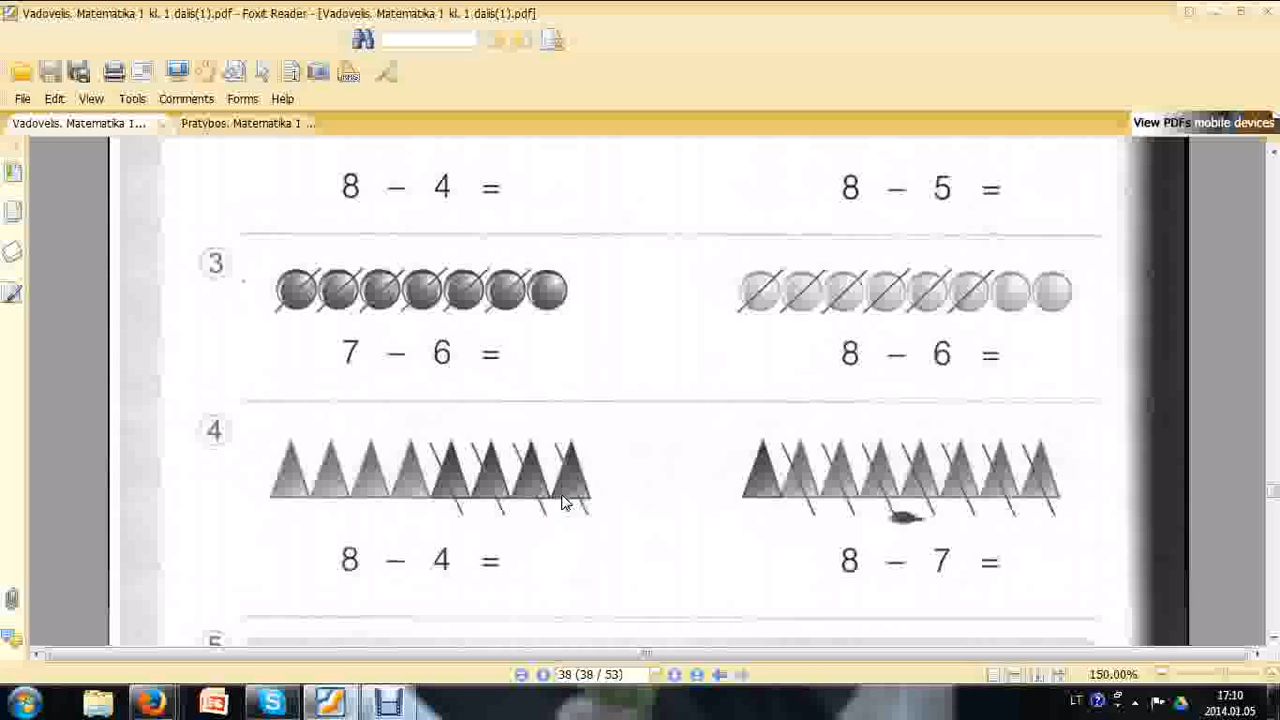 Vadovelis. Matematika 1 kl. 1 dalis(1).pdf - Foxit Reader - [Vadovelis. Matematika 1 kl. 1 dalis(1).pdf]
File Edit View Tools Comments Forms Help
Vadovelis. Matematika 1... Pratybos. Matematika 1 ... View PDFs mobile devices
8 – 4 = 8 – 5 =
3
7 – 6 = 8 – 6 =
4
8 – 4 = 8 – 7 =
5
38 (38 / 53) 150.00%
LT 17:10
2014.01.05